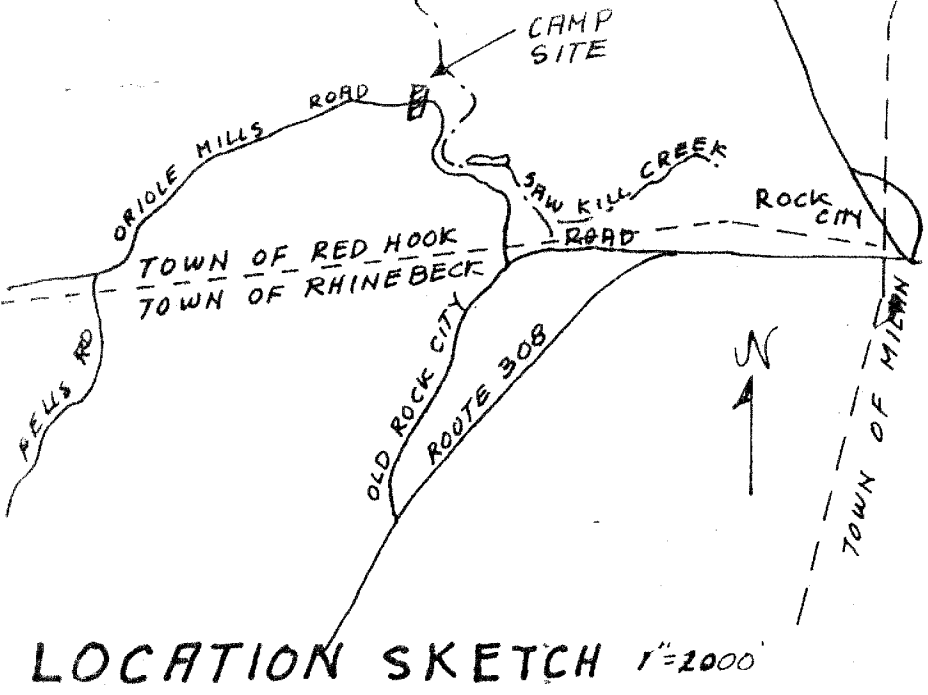 CAMP
SITE
ORIOLE MILLS ROAD
SAW KILL CREEK
ROCK
CITY
ROAD
TOWN OF RED HOOK
TOWN OF RHINEBECK
N
PELLS RD
OLD ROCK CITY
ROUTE 308
TOWN OF MILAN
LOCATION SKETCH 1"=2000'